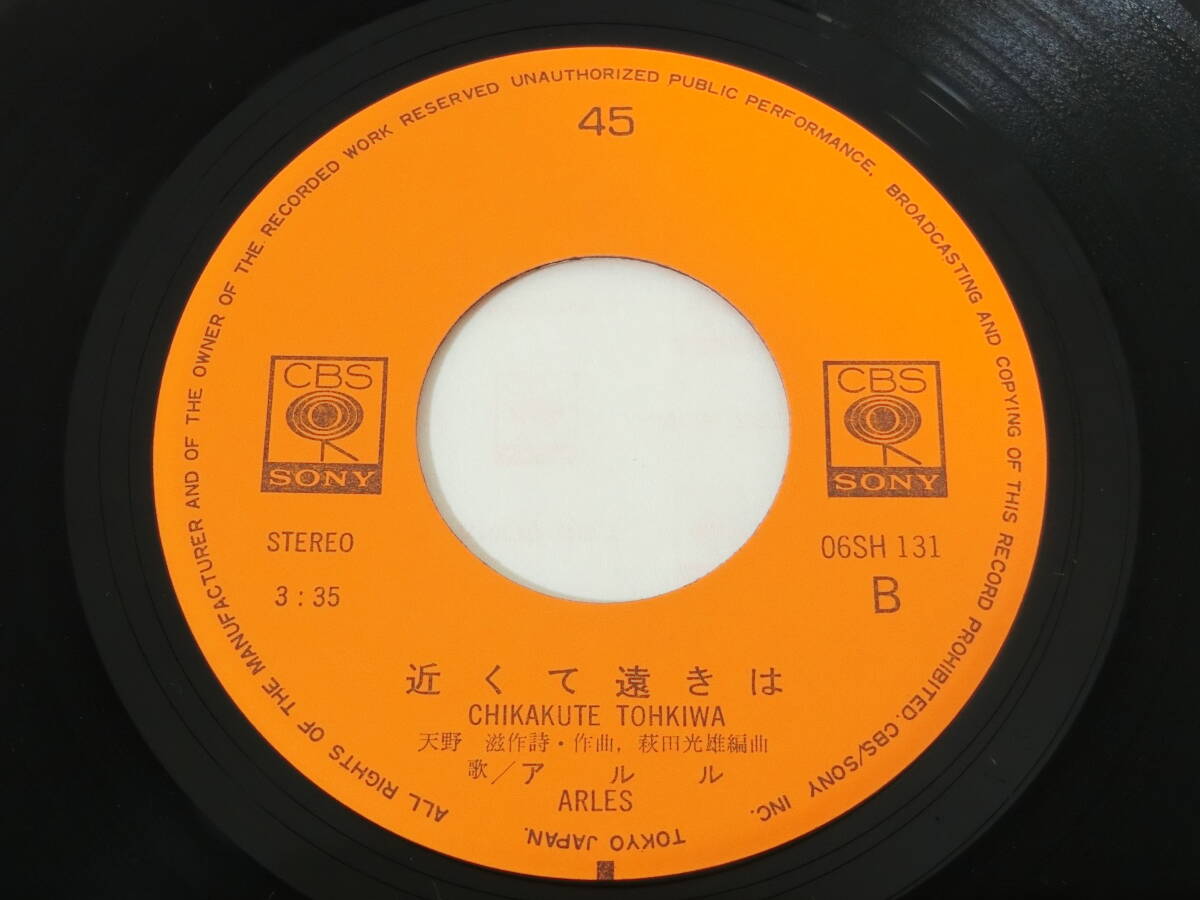 ALL RIGHTS OF THE MANUFACTURER AND OF THE OWNER OF THE RECORDED WORK RESERVED UNAUTHORIZED PUBLIC PERFORMANCE, BROADCASTING AND COPYING OF THIS RECORD PROHIBITED. CBS/SONY INC. TOKYO JAPAN.
45
CBS
SONY
CBS
SONY
STEREO
3:35
06SH 131
B
近くて遠きは
CHIKAKUTE TOHKIWA
天野 滋作詩・作曲, 萩田光雄編曲
歌/アルル
ARLES